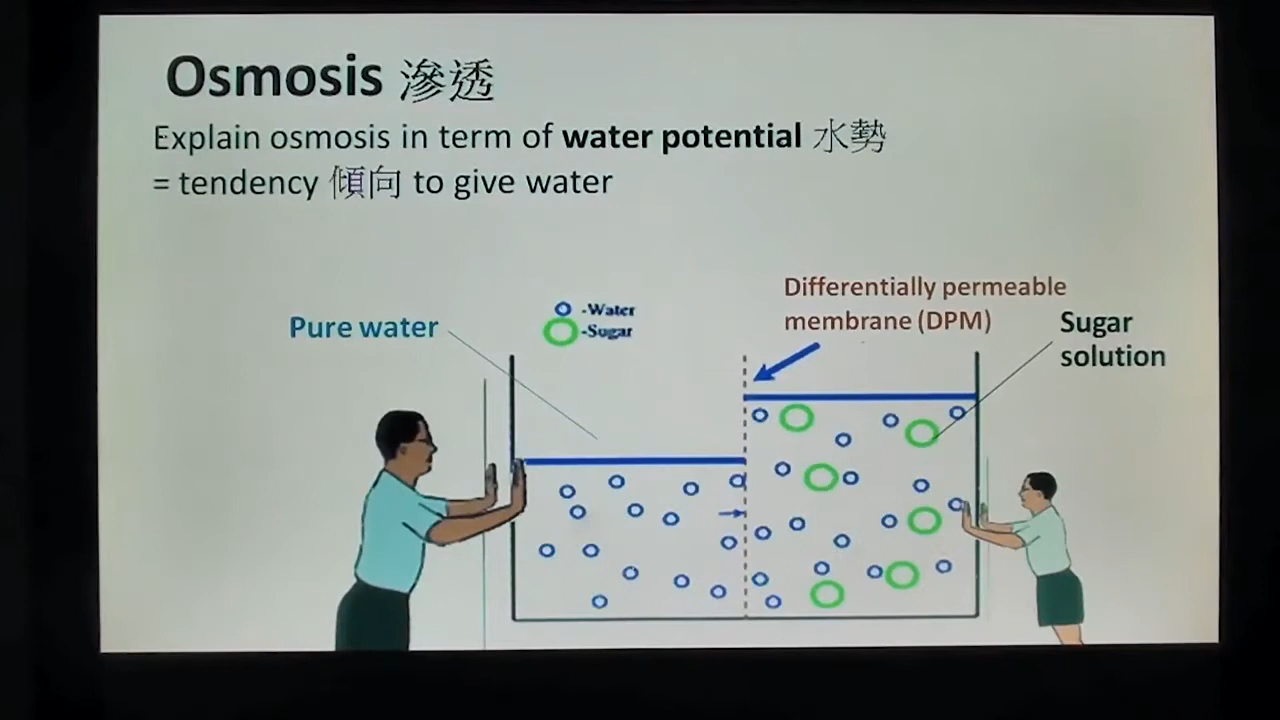 Osmosis 滲透
Explain osmosis in term of water potential 水勢
= tendency 傾向 to give water
Differentially permeable
membrane (DPM)
Pure water
-Water
-Sugar
Sugar
solution